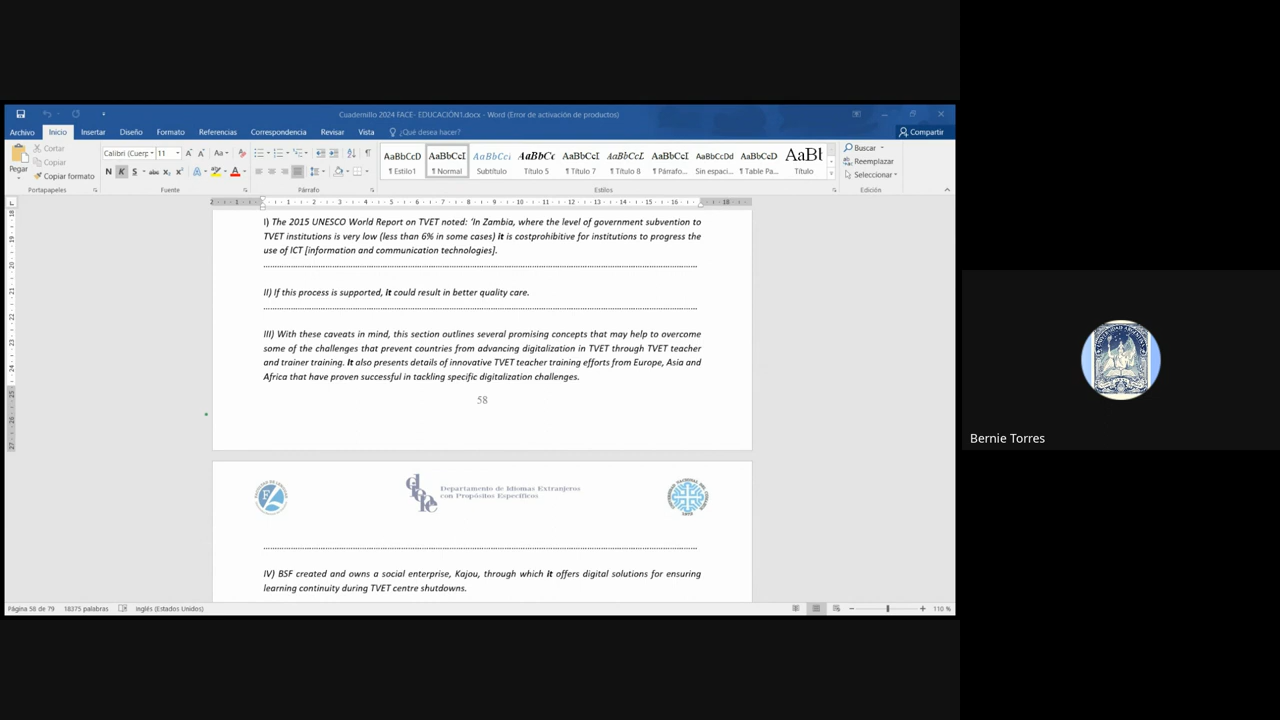 Cuadernillo 2024 FACE- EDUCACIÓN1.docx - Word (Error de activación de productos)
Archivo Inicio Insertar Diseño Formato Referencias Correspondencia Revisar Vista ¿Qué desea hacer? Compartir
Pegar
Cortar
Copiar
Copiar formato
Portapapeles
Calibri (Cuerp 11
N K S abc x₂ x²
Fuente
Párrafo
AaBbCcD AaBbCcI AaBbCcI AaBbCc AaBbCcI AaBbCcL AaBbCcI AaBbCcDd AaBbCcD AaBt
¶ Estilo1 ¶ Normal Subtítulo Título 5 ¶ Título 7 ¶ Título 8 ¶ Párrafo... ¶ Sin espaci... ¶ Table Pa... Título
Estilos
Buscar
Reemplazar
Seleccionar
Edición
I) The 2015 UNESCO World Report on TVET noted: 'In Zambia, where the level of government subvention to
TVET institutions is very low (less than 6% in some cases) it is costprohibitive for institutions to progress the
use of ICT [information and communication technologies].
II) If this process is supported, it could result in better quality care.
III) With these caveats in mind, this section outlines several promising concepts that may help to overcome
some of the challenges that prevent countries from advancing digitalization in TVET through TVET teacher
and trainer training. It also presents details of innovative TVET teacher training efforts from Europe, Asia and
Africa that have proven successful in tackling specific digitalization challenges.
58
Departamento de Idiomas Extranjeros
con Propósitos Específicos
IV) BSF created and owns a social enterprise, Kajou, through which it offers digital solutions for ensuring
learning continuity during TVET centre shutdowns.
Página 58 de 79 18375 palabras Inglés (Estados Unidos) 110 %
Bernie Torres